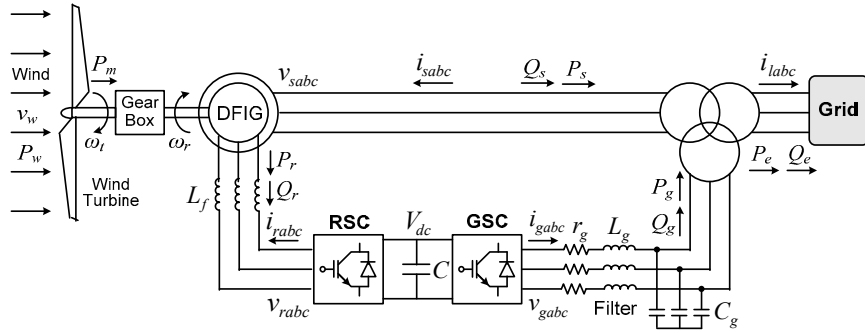 Wind
v_w
P_w
P_m
Gear
Box
ω_t
ω_r
Wind
Turbine
DFIG
v_sabc
i_sabc
Q_s
P_s
i_labc
Grid
P_e
Q_e
P_r
Q_r
L_f
i_rabc
v_rabc
RSC
V_dc
C
GSC
i_gabc
v_gabc
r_g
L_g
Filter
P_g
Q_g
C_g